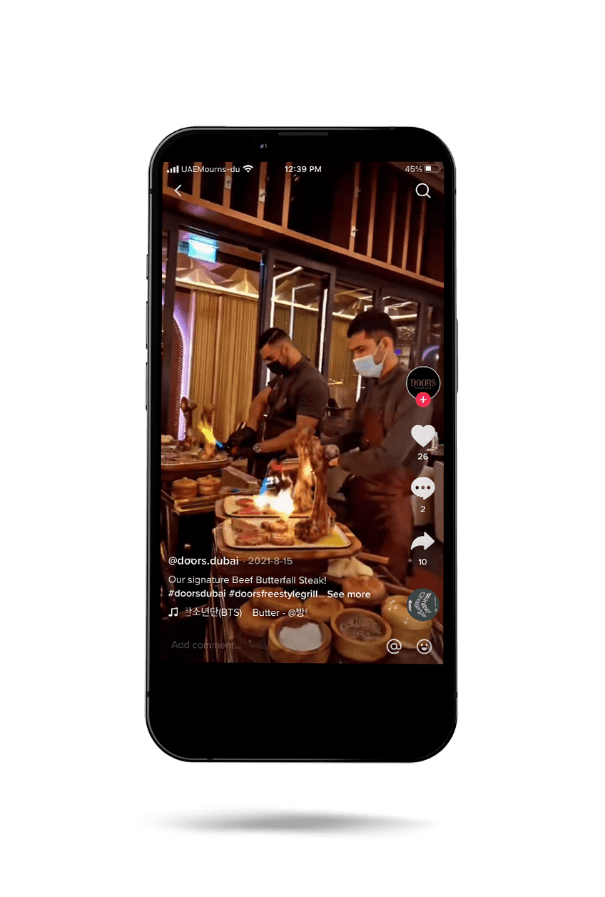 UAEMourns-du 12:39 PM 45%
DOORS
26
2
10
@doors.dubai · 2021-8-15
Our signature Beef Butterfall Steak!
#doorsdubai #doorsfreestylegrill... See more
탄소년단(BTS) Butter - @방!
Add comment...